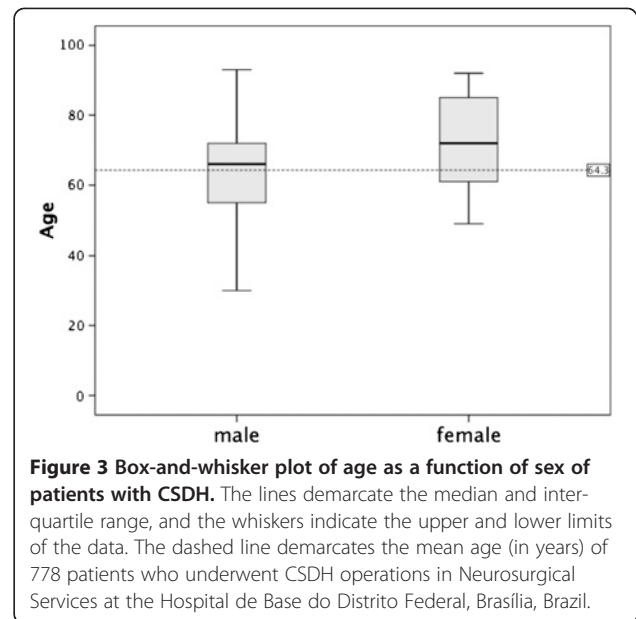 100
80
64.3
60
40
20
0
Age
male
female
Figure 3 Box-and-whisker plot of age as a function of sex of
patients with CSDH. The lines demarcate the median and inter-
quartile range, and the whiskers indicate the upper and lower limits
of the data. The dashed line demarcates the mean age (in years) of
778 patients who underwent CSDH operations in Neurosurgical
Services at the Hospital de Base do Distrito Federal, Brasília, Brazil.